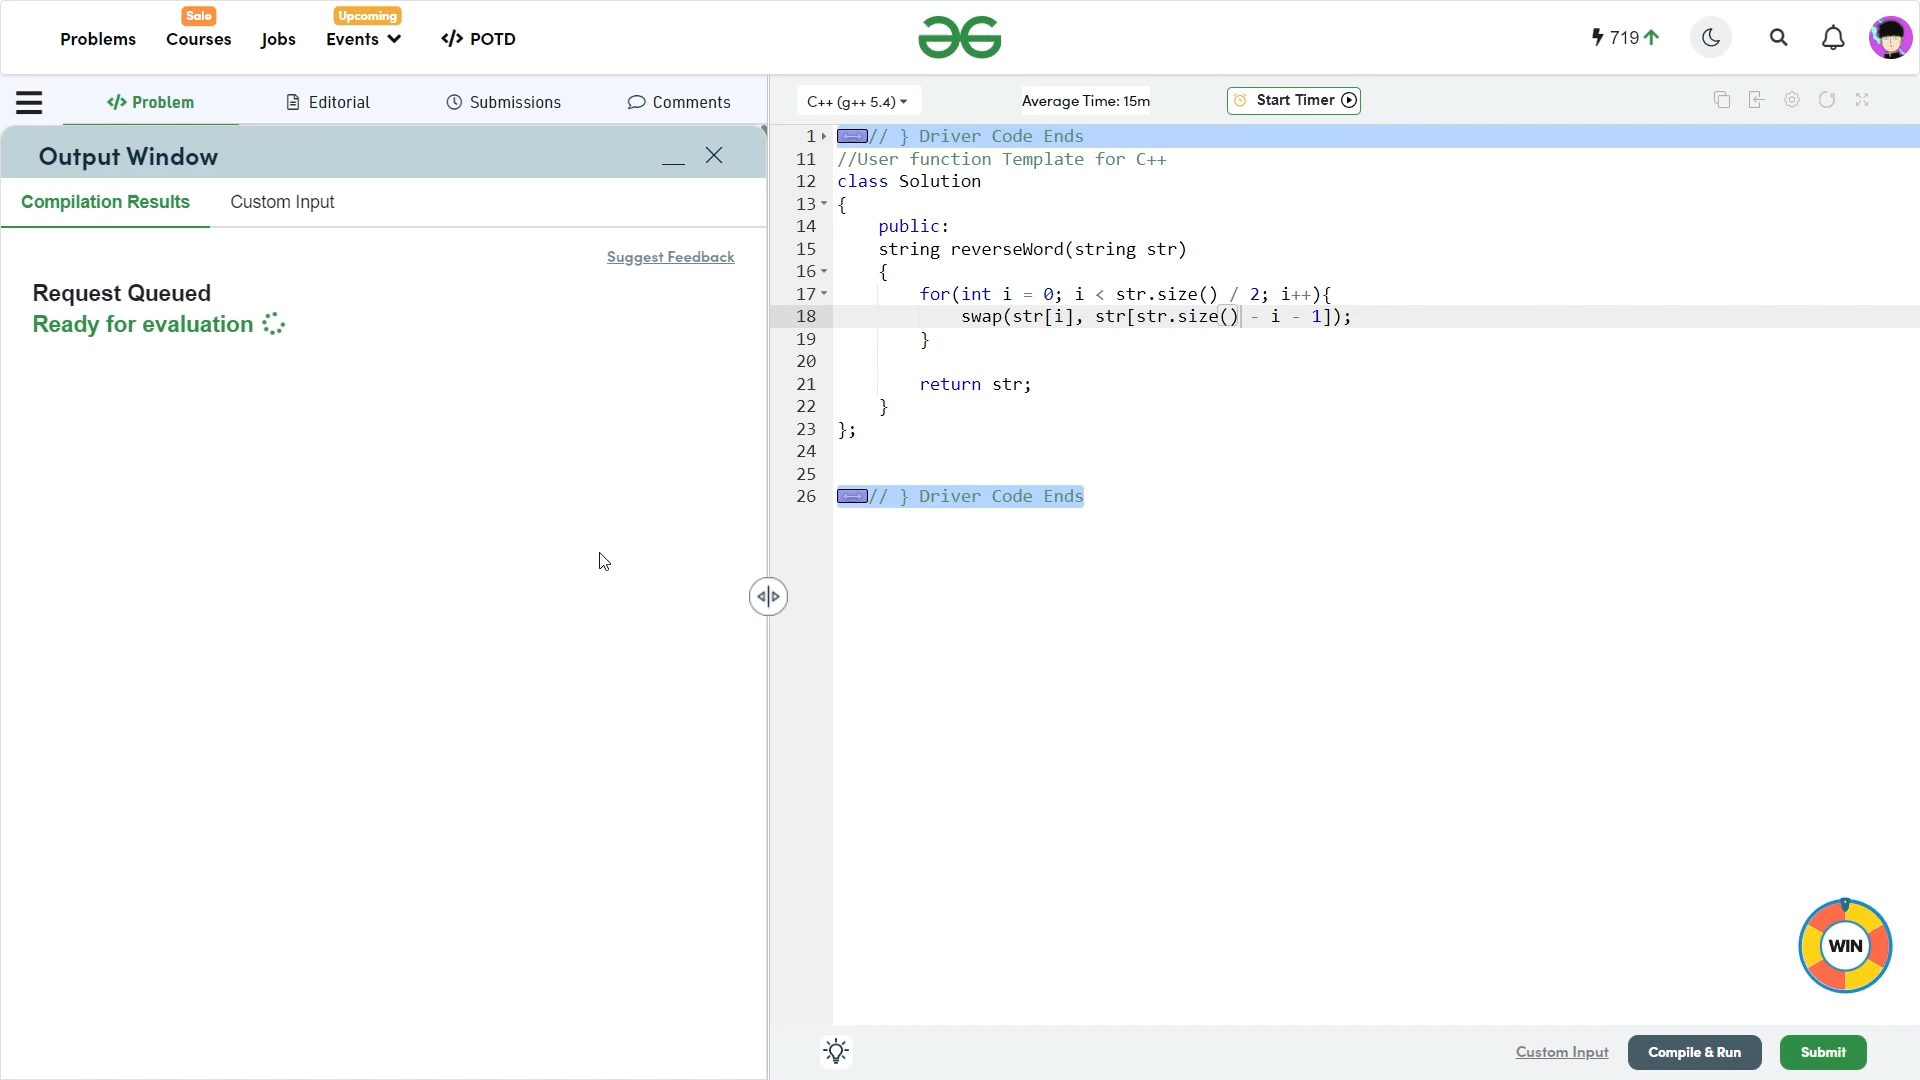 Sale
Upcoming
Problems
Courses
Jobs
Events
</> POTD
719
</> Problem
Editorial
Submissions
Comments
C++ (g++ 5.4)
Average Time: 15m
Start Timer
Output Window
Compilation Results
Custom Input
Suggest Feedback
Request Queued
Ready for evaluation
1 // } Driver Code Ends
11 //User function Template for C++
12 class Solution
13 {
14     public:
15     string reverseWord(string str)
16     {
17         for(int i = 0; i < str.size() / 2; i++){
18             swap(str[i], str[str.size() - i - 1]);
19         }
20
21         return str;
22     }
23 };
24
25
26 // } Driver Code Ends
WIN
Custom Input
Compile & Run
Submit